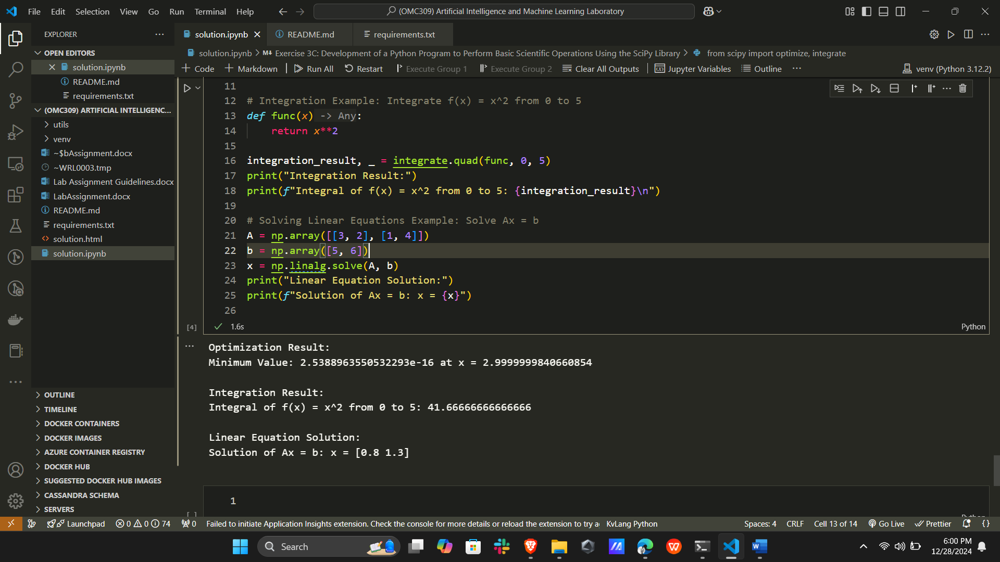 File Edit Selection View Go Run Terminal Help
(OMC309) Artificial Intelligence and Machine Learning Laboratory
EXPLORER
solution.ipynb
README.md
requirements.txt
OPEN EDITORS
solution.ipynb
README.md
requirements.txt
(OMC309) ARTIFICIAL INTELLIGENC...
utils
venv
~$bAssignment.docx
~WRL0003.tmp
Lab Assignment Guidelines.docx
LabAssignment.docx
README.md
requirements.txt
solution.html
solution.ipynb
OUTLINE
TIMELINE
DOCKER CONTAINERS
DOCKER IMAGES
AZURE CONTAINER REGISTRY
DOCKER HUB
SUGGESTED DOCKER HUB IMAGES
CASSANDRA SCHEMA
SERVERS
solution.ipynb > M↓ Exercise 3C: Development of a Python Program to Perform Basic Scientific Operations Using the SciPy Library > from scipy import optimize, integrate
+ Code + Markdown | Run All Restart Execute Group 1 Execute Group 2 Clear All Outputs | Jupyter Variables Outline ... venv (Python 3.12.2)
11
12 # Integration Example: Integrate f(x) = x^2 from 0 to 5
13 def func(x) -> Any:
14     return x**2
15
16 integration_result, _ = integrate.quad(func, 0, 5)
17 print("Integration Result:")
18 print(f"Integral of f(x) = x^2 from 0 to 5: {integration_result}\n")
19
20 # Solving Linear Equations Example: Solve Ax = b
21 A = np.array([[3, 2], [1, 4]])
22 b = np.array([5, 6])
23 x = np.linalg.solve(A, b)
24 print("Linear Equation Solution:")
25 print(f"Solution of Ax = b: x = {x}")
26
[4] ✓ 1.6s Python
Optimization Result:
Minimum Value: 2.5388963550532293e-16 at x = 2.9999999840660854
Integration Result:
Integral of f(x) = x^2 from 0 to 5: 41.66666666666666
Linear Equation Solution:
Solution of Ax = b: x = [0.8 1.3]
1
[ ] Python
Launchpad 0 0 74 0 Failed to initiate Application Insights extension. Check the console for more details or reload the extension to try a KvLang Python Spaces: 4 CRLF Cell 13 of 14 Go Live Prettier { }
Search
6:00 PM
12/28/2024